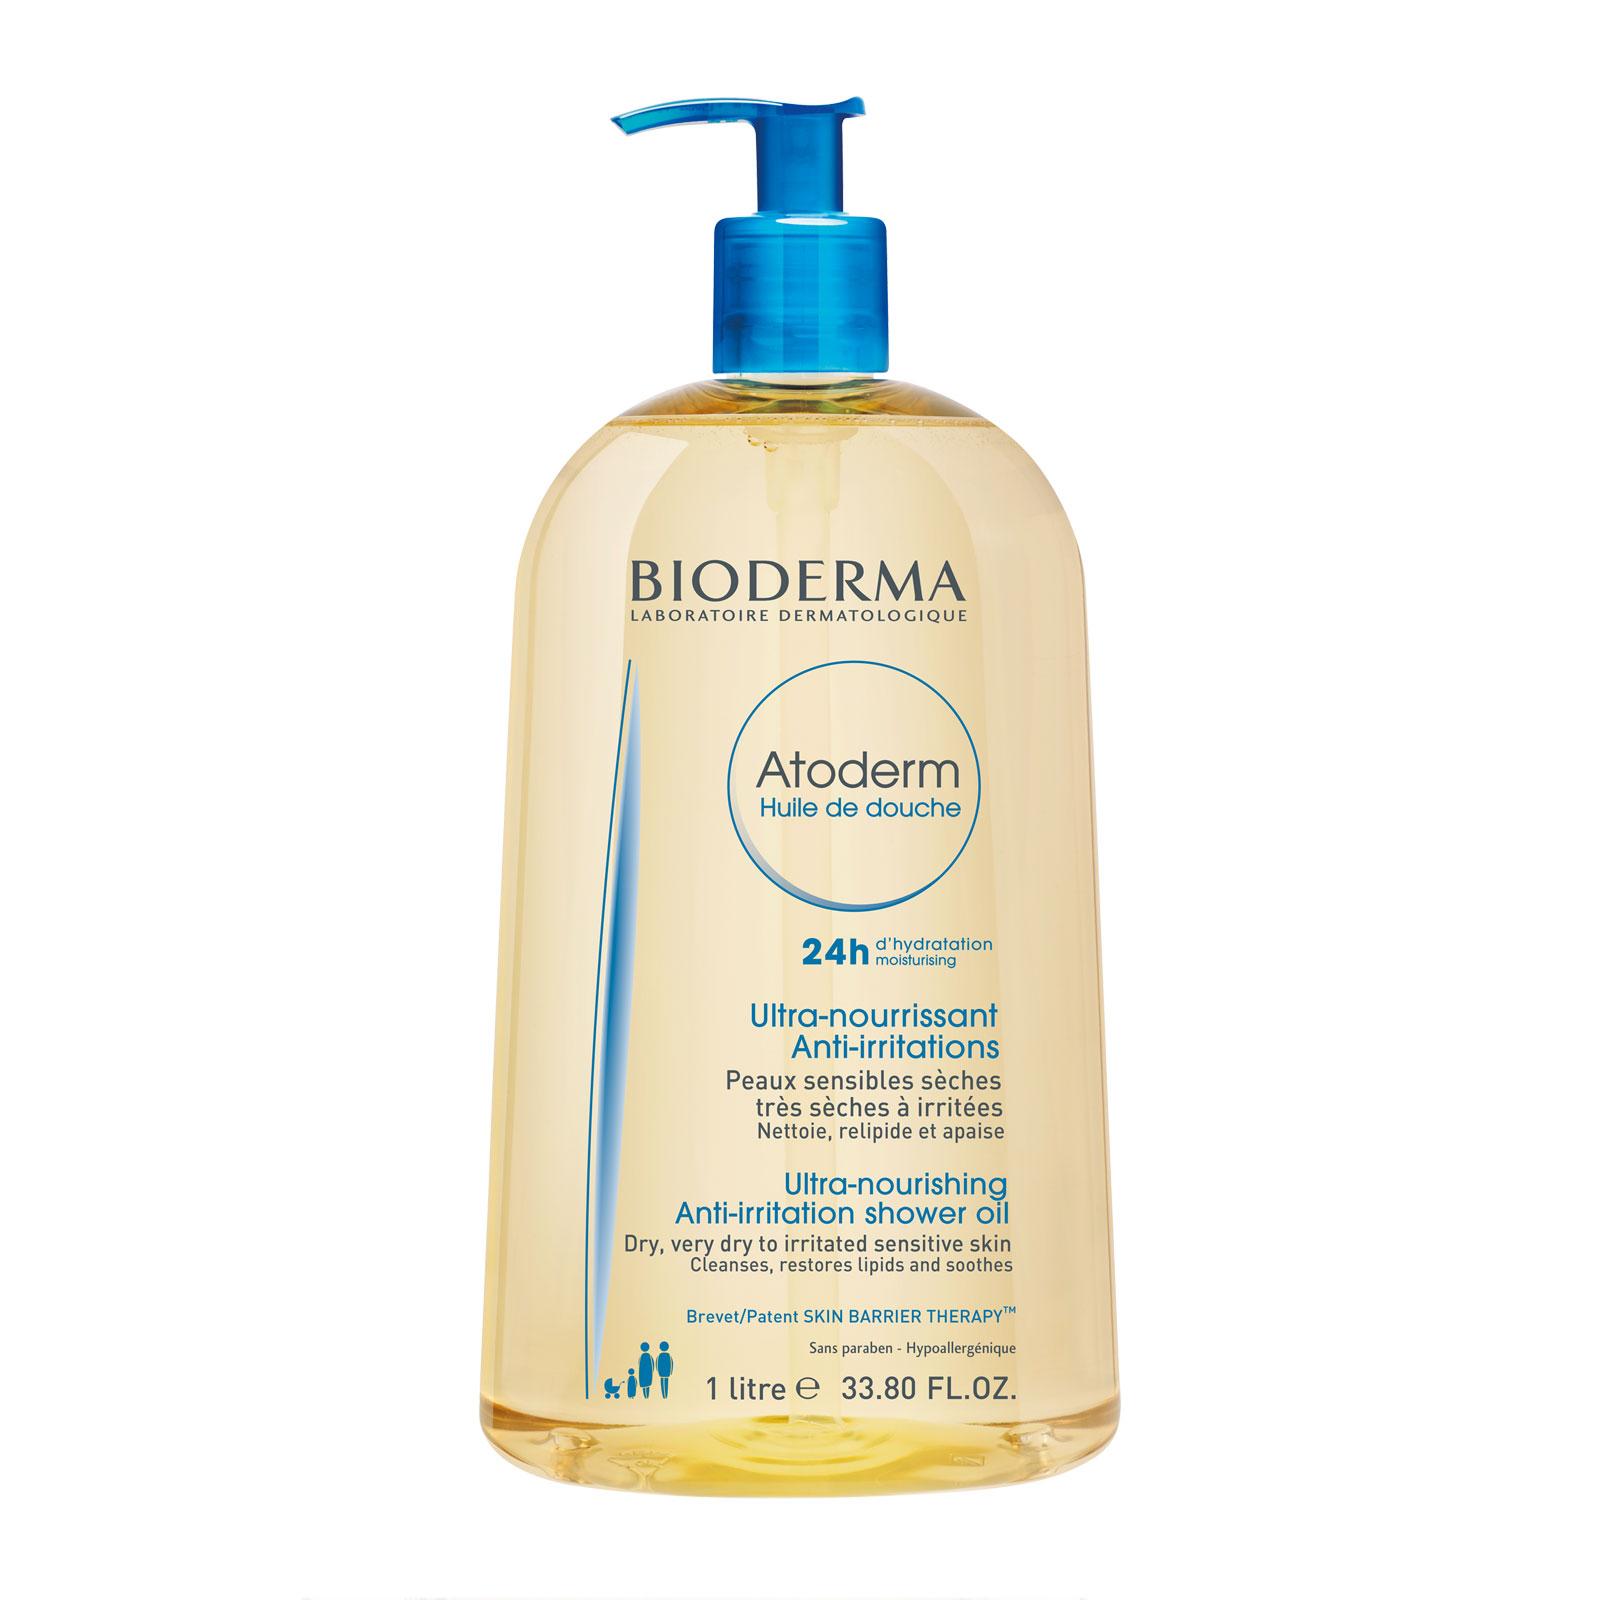 BIODERMA
LABORATOIRE DERMATOLOGIQUE
Atoderm
Huile de douche
24h d'hydratation
moisturising
Ultra-nourrissant
Anti-irritations
Peaux sensibles sèches
très sèches à irritées
Nettoie, relipide et apaise
Ultra-nourishing
Anti-irritation shower oil
Dry, very dry to irritated sensitive skin
Cleanses, restores lipids and soothes
Brevet/Patent SKIN BARRIER THERAPY™
Sans paraben - Hypoallergénique
1 litre ℮ 33.80 FL.OZ.